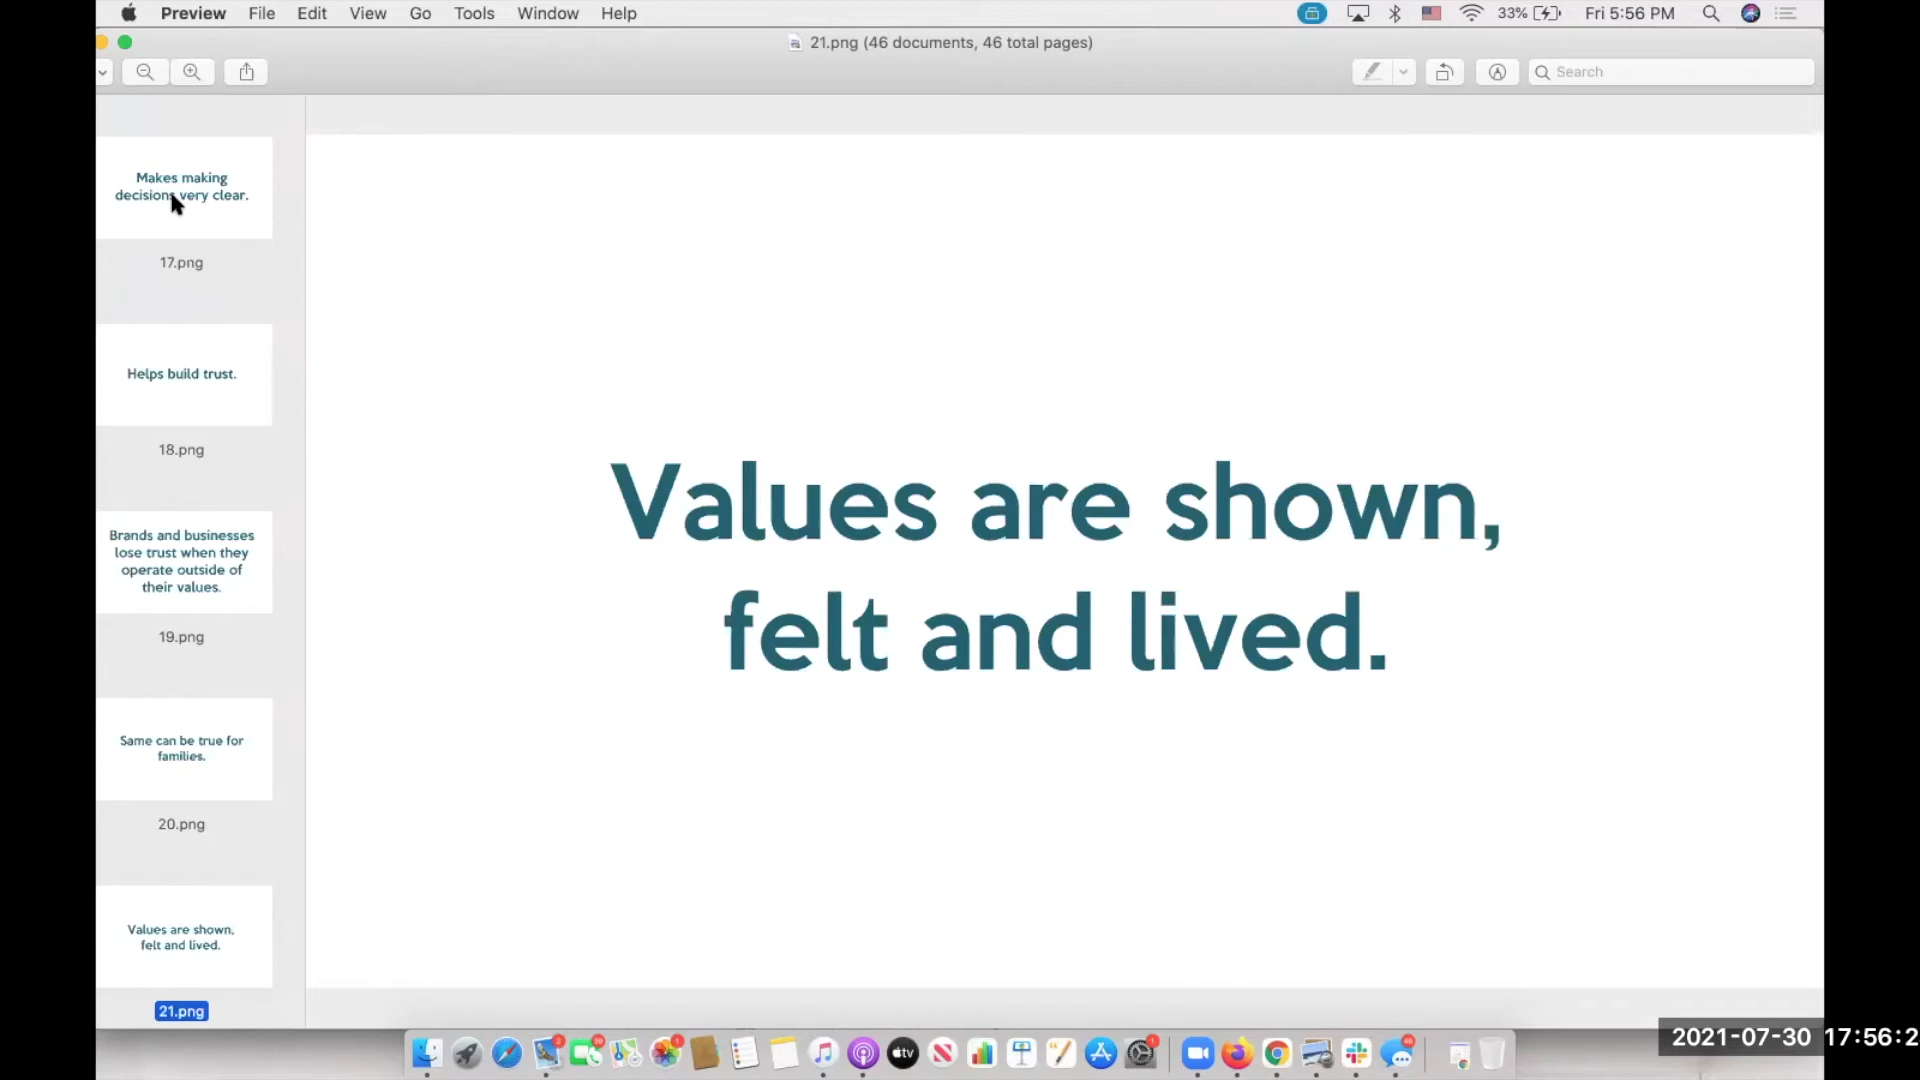 Preview File Edit View Go Tools Window Help
33% Fri 5:56 PM
21.png (46 documents, 46 total pages)
Search
Makes making
decisions very clear.
17.png
Helps build trust.
18.png
Brands and businesses
lose trust when they
operate outside of
their values.
19.png
Same can be true for
families.
20.png
Values are shown,
felt and lived.
21.png
Values are shown,
felt and lived.
tv
2021-07-30 17:56:2